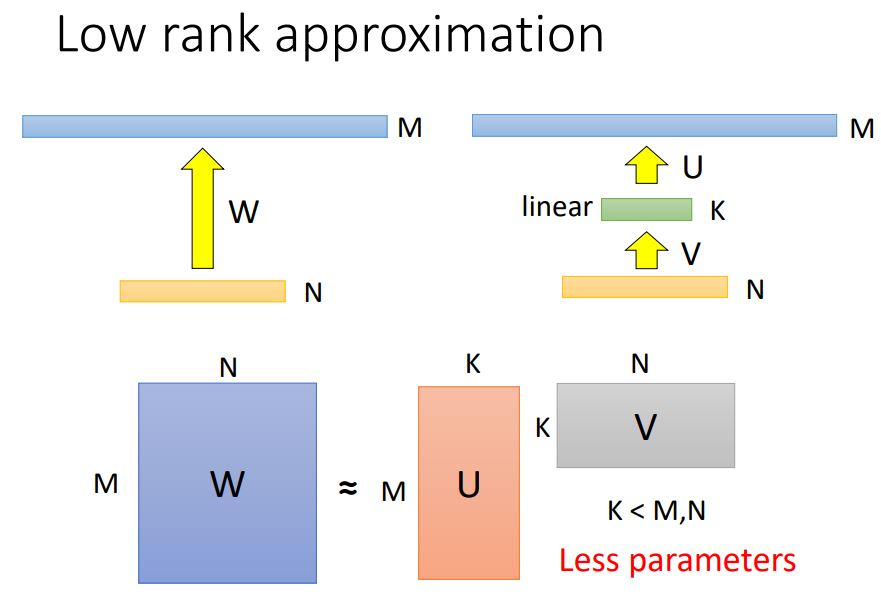 Low rank approximation
M
W
N
M
U
linear
K
V
N
N
M
W
≈
K
M
U
N
K
V
K < M,N
Less parameters